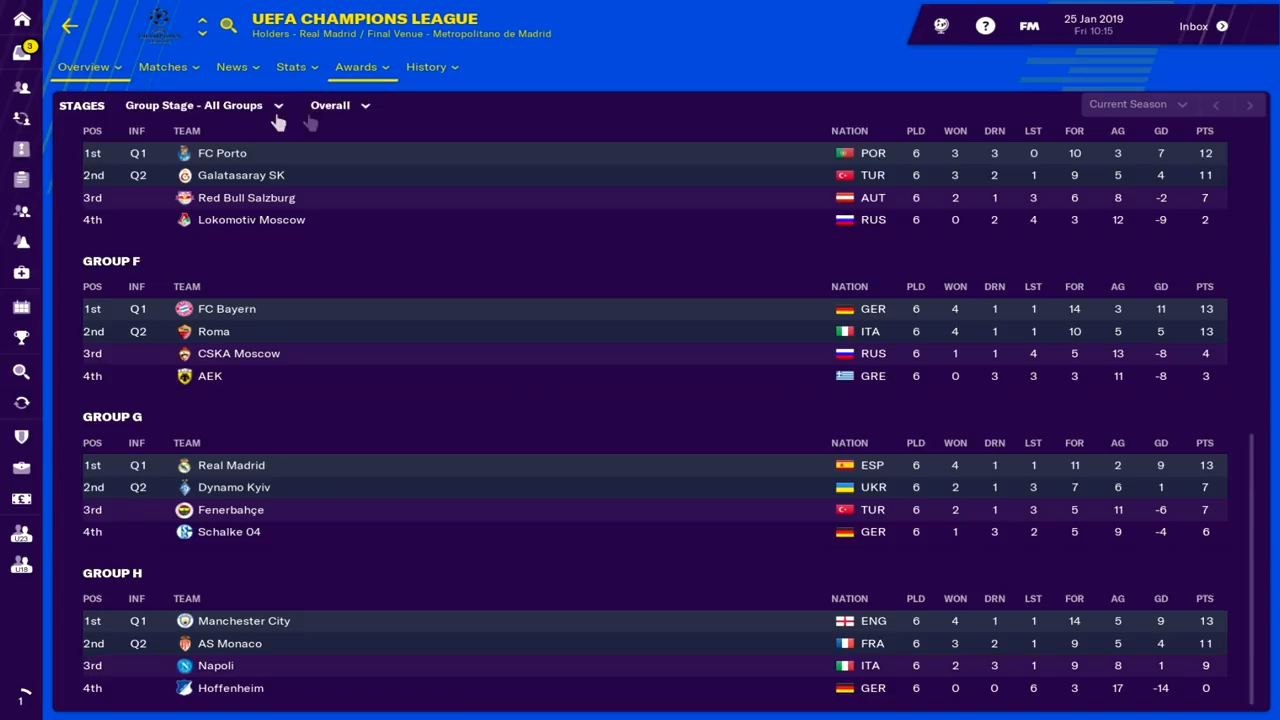 3
UEFA CHAMPIONS LEAGUE
Holders - Real Madrid / Final Venue - Metropolitano de Madrid
FM
25 Jan 2019
Fri 10:15
Inbox
Overview Matches News Stats Awards History
STAGES Group Stage - All Groups Overall Current Season
POS INF TEAM NATION PLD WON DRN LST FOR AG GD PTS
1st Q1 FC Porto POR 6 3 3 0 10 3 7 12
2nd Q2 Galatasaray SK TUR 6 3 2 1 9 5 4 11
3rd Red Bull Salzburg AUT 6 2 1 3 6 8 -2 7
4th Lokomotiv Moscow RUS 6 0 2 4 3 12 -9 2
GROUP F
POS INF TEAM NATION PLD WON DRN LST FOR AG GD PTS
1st Q1 FC Bayern GER 6 4 1 1 14 3 11 13
2nd Q2 Roma ITA 6 4 1 1 10 5 5 13
3rd CSKA Moscow RUS 6 1 1 4 5 13 -8 4
4th AEK GRE 6 0 3 3 3 11 -8 3
GROUP G
POS INF TEAM NATION PLD WON DRN LST FOR AG GD PTS
1st Q1 Real Madrid ESP 6 4 1 1 11 2 9 13
2nd Q2 Dynamo Kyiv UKR 6 2 1 3 7 6 1 7
3rd Fenerbahçe TUR 6 2 1 3 5 11 -6 7
4th Schalke 04 GER 6 1 3 2 5 9 -4 6
GROUP H
POS INF TEAM NATION PLD WON DRN LST FOR AG GD PTS
1st Q1 Manchester City ENG 6 4 1 1 14 5 9 13
2nd Q2 AS Monaco FRA 6 3 2 1 9 5 4 11
3rd Napoli ITA 6 2 3 1 9 8 1 9
4th Hoffenheim GER 6 0 0 6 3 17 -14 0
U23
U18
1